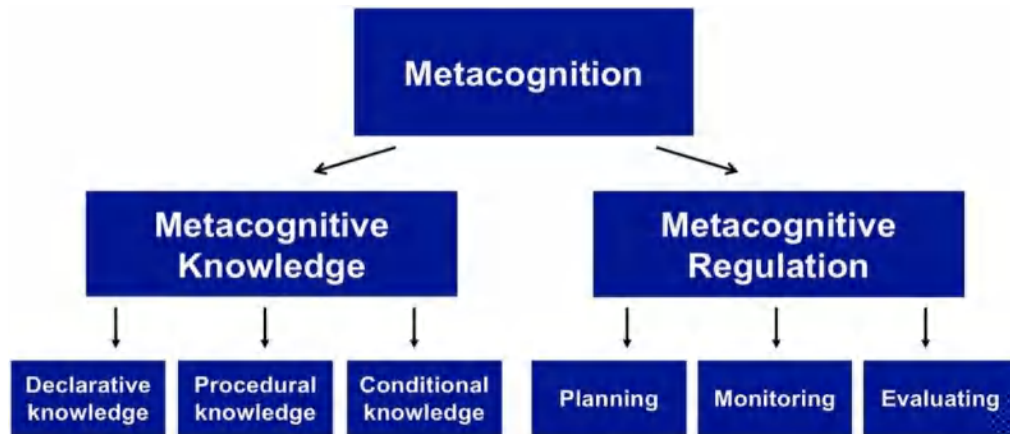 Metacognition
Metacognitive
Knowledge
Metacognitive
Regulation
Declarative
knowledge
Procedural
knowledge
Conditional
knowledge
Planning
Monitoring
Evaluating